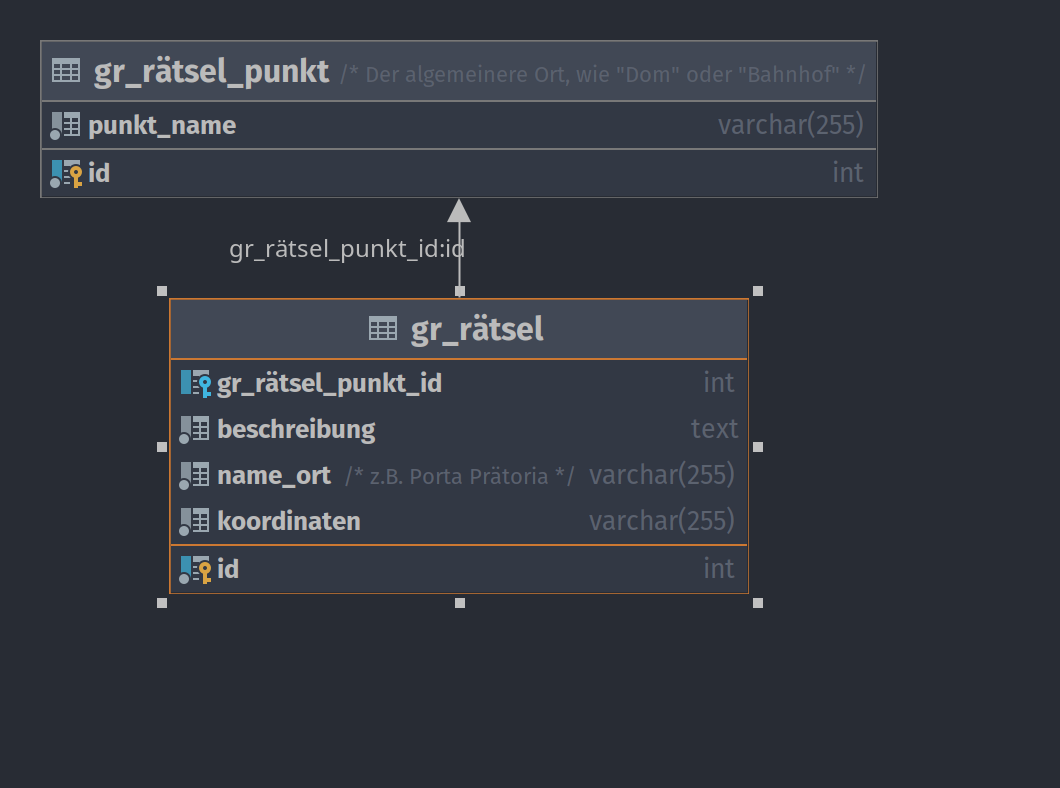 gr_rätsel_punkt /* Der algemeinere Ort, wie "Dom" oder "Bahnhof" */
punkt_name varchar(255)
id int
gr_rätsel_punkt_id:id
gr_rätsel
gr_rätsel_punkt_id int
beschreibung text
name_ort /* z.B. Porta Prätoria */ varchar(255)
koordinaten varchar(255)
id int